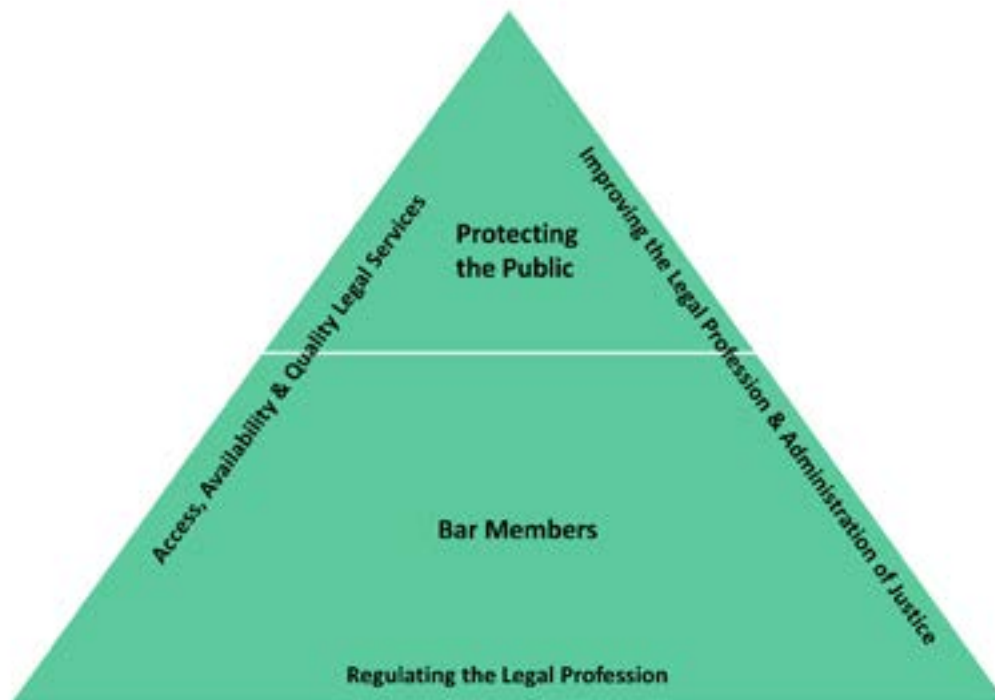 Protecting
the Public
Access, Availability & Quality Legal Services
Improving the Legal Profession & Administration of Justice
Bar Members
Regulating the Legal Profession